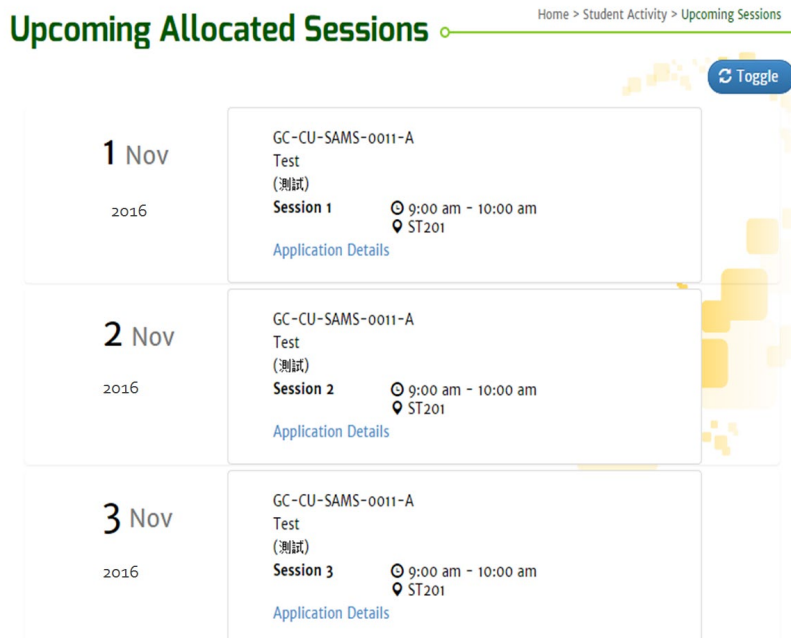 Home > Student Activity > Upcoming Sessions
Upcoming Allocated Sessions
Toggle
1 Nov
2016
GC-CU-SAMS-0011-A
Test
(測試)
Session 1 9:00 am - 10:00 am
ST201
Application Details
2 Nov
2016
GC-CU-SAMS-0011-A
Test
(測試)
Session 2 9:00 am - 10:00 am
ST201
Application Details
3 Nov
2016
GC-CU-SAMS-0011-A
Test
(測試)
Session 3 9:00 am - 10:00 am
ST201
Application Details